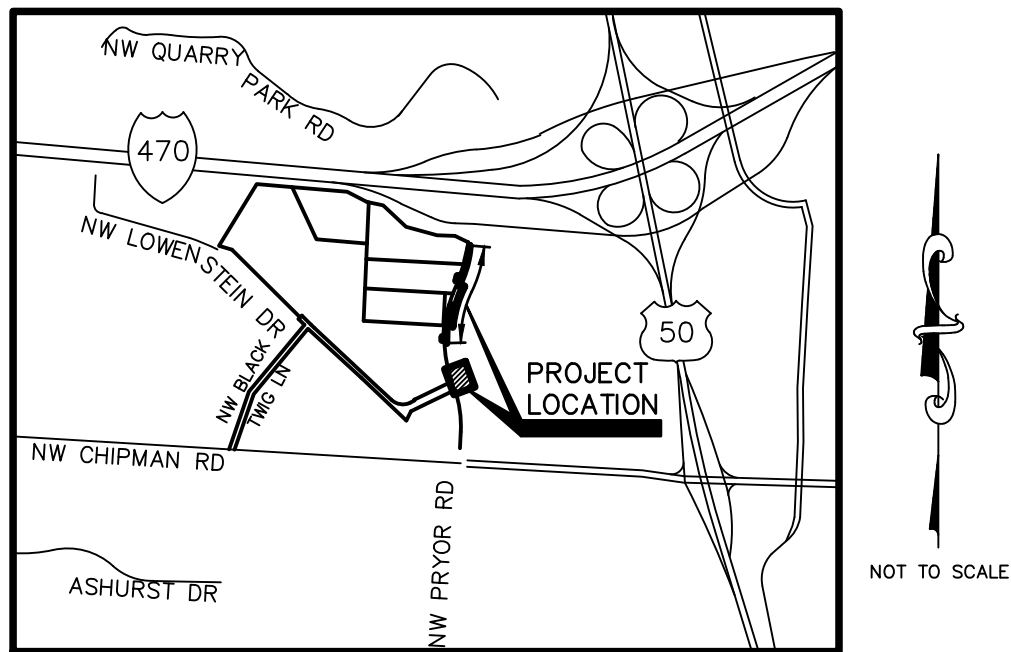 NW QUARRY
PARK RD
470
NW LOWENSTEIN DR
NW BLACK
TWIG LN
50
PROJECT
LOCATION
NW CHIPMAN RD
NW PRYOR RD
ASHURST DR
NOT TO SCALE